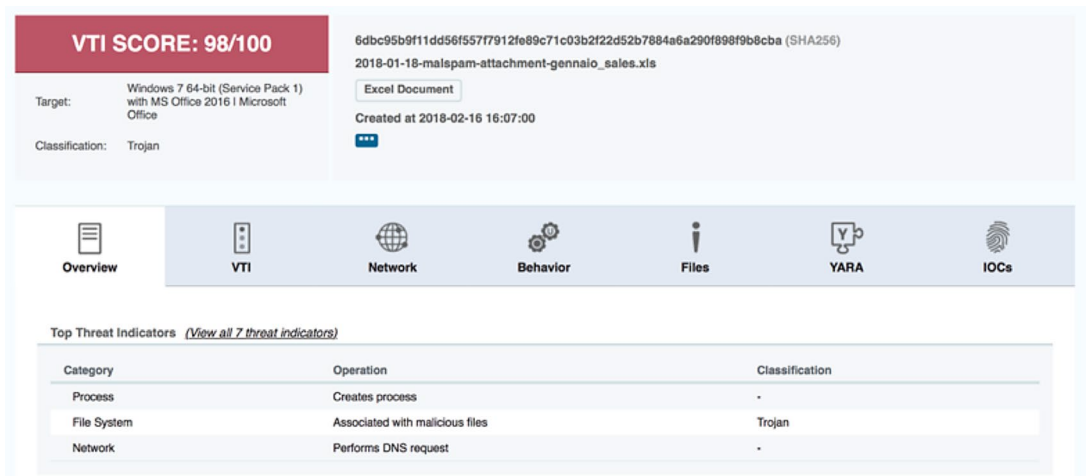 VTI SCORE: 98/100
Target:
Windows 7 64-bit (Service Pack 1)
with MS Office 2016 | Microsoft
Office
Classification: Trojan
6dbc95b9f11dd56f557f7912fe89c71c03b2f22d52b7884a6a290f898f9b8cba (SHA256)
2018-01-18-malspam-attachment-gennaio_sales.xls
Excel Document
Created at 2018-02-16 16:07:00
Overview VTI Network Behavior Files YARA IOCs
Top Threat Indicators (View all 7 threat indicators)
Category Operation Classification
Process Creates process -
File System Associated with malicious files Trojan
Network Performs DNS request -